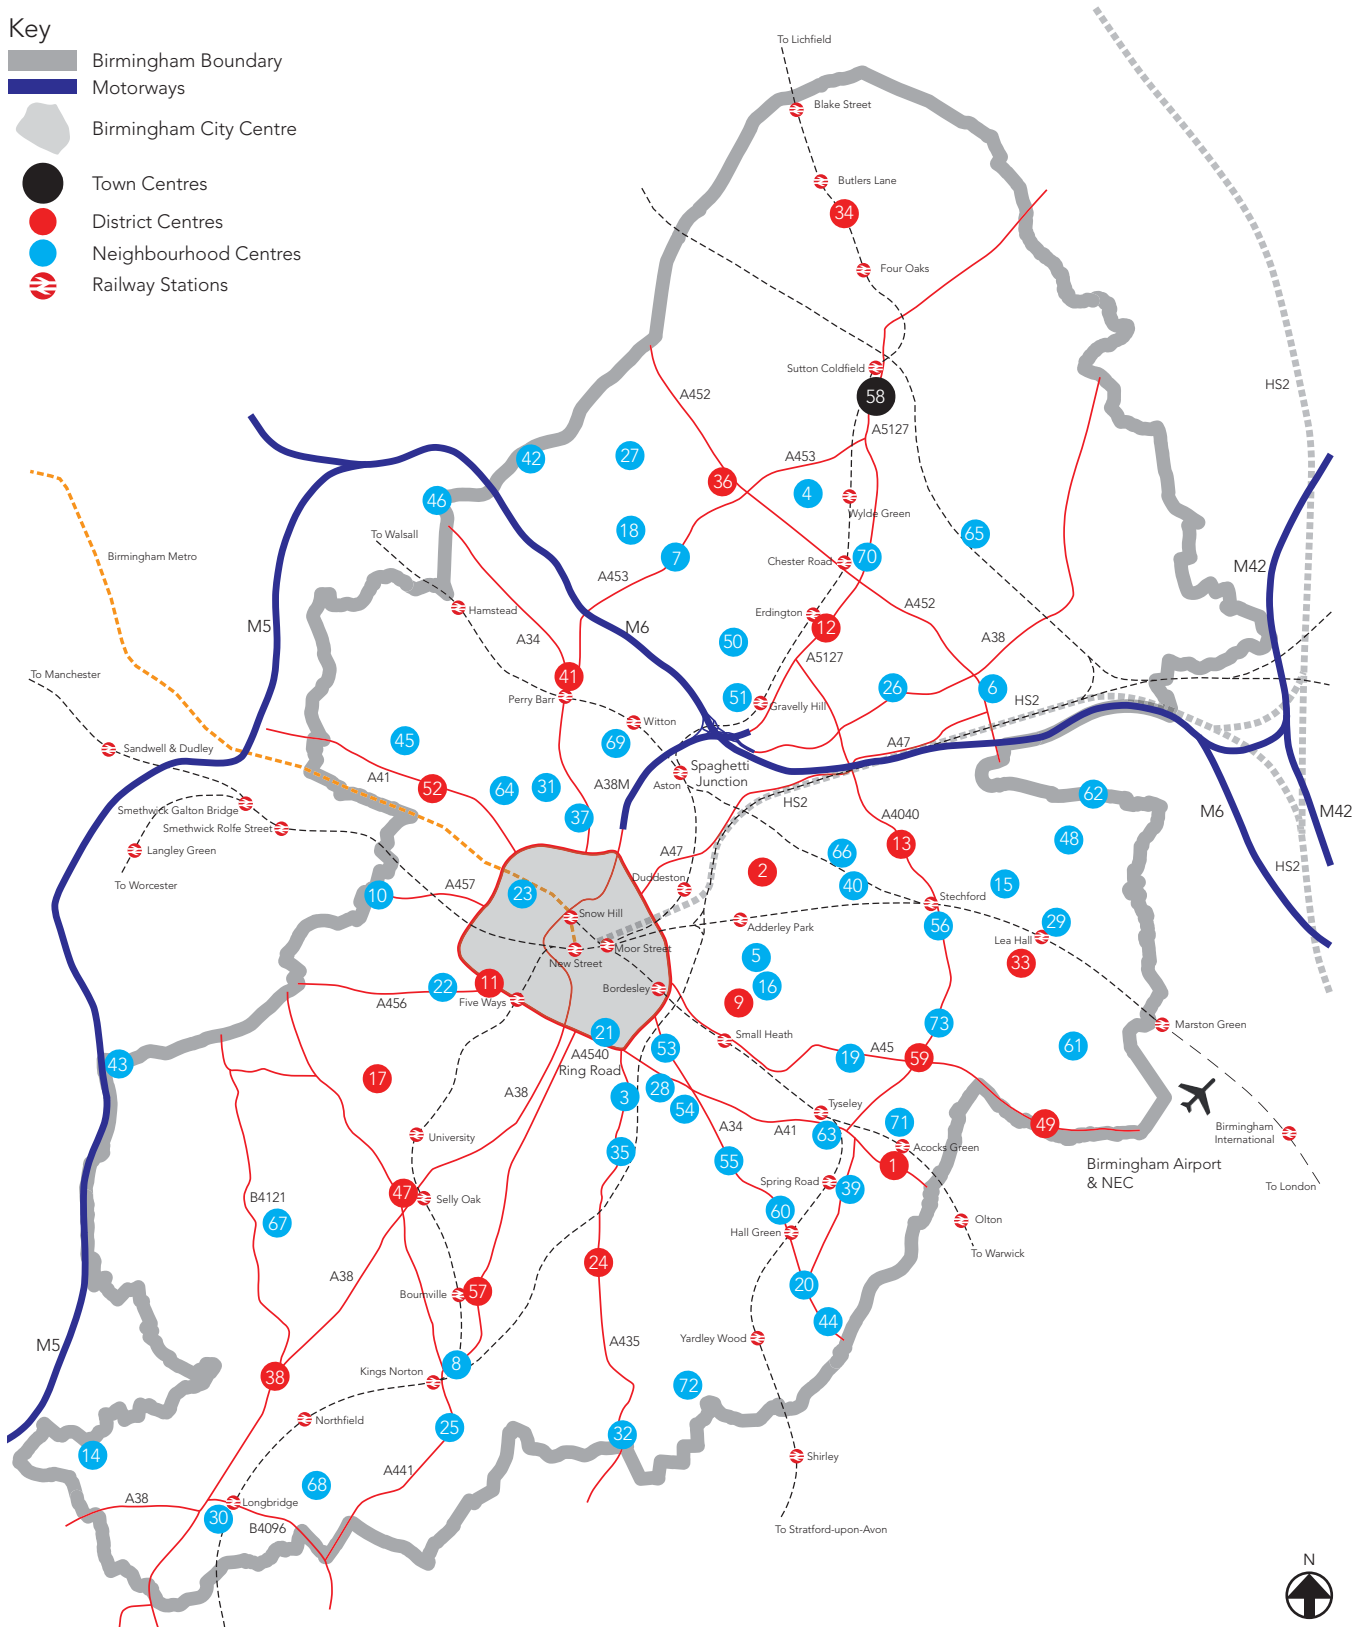 Key
Birmingham Boundary
Motorways
Birmingham City Centre
Town Centres
District Centres
Neighbourhood Centres
Railway Stations
To Lichfield
Blake Street
Butlers Lane
34
Four Oaks
HS2
Sutton Coldfield
58
A452
A5127
42
27
A453
36
4
46
Wylde Green
To Walsall
18
65
Birmingham Metro
7
Chester Road
70
M42
A453
Hamstead
A452
Erdington
M5
M6
12
A34
50
A38
A5127
To Manchester
41
26
6
Perry Barr
51
Gravelly Hill
HS2
Witton
45
69
A47
Sandwell & Dudley
Spaghetti
Junction
A41
52
64
31
A38M
Aston
62
Smethwick Galton Bridge
HS2
M6
M42
37
A4040
Smethwick Rolfe Street
48
13
Langley Green
A47
66
HS2
2
Duddeston
To Worcester
A457
40
15
10
23
Stechford
Snow Hill
29
Adderley Park
56
Lea Hall
Moor Street
New Street
5
33
11
22
Bordesley
16
A456
Five Ways
9
73
Marston Green
21
Small Heath
61
53
A45
A4540
Ring Road
19
59
43
17
A38
28
3
54
Tyseley
71
49
A34
A41
63
University
Acocks Green
Birmingham
International
35
55
1
Birmingham Airport
& NEC
Spring Road
39
To London
47
Selly Oak
B4121
67
60
Hall Green
Olton
To Warwick
24
A38
20
Bournville
57
44
M5
A435
Yardley Wood
8
Kings Norton
38
72
Northfield
25
32
14
Shirley
A441
68
A38
Longbridge
30
B4096
To Stratford-upon-Avon
N